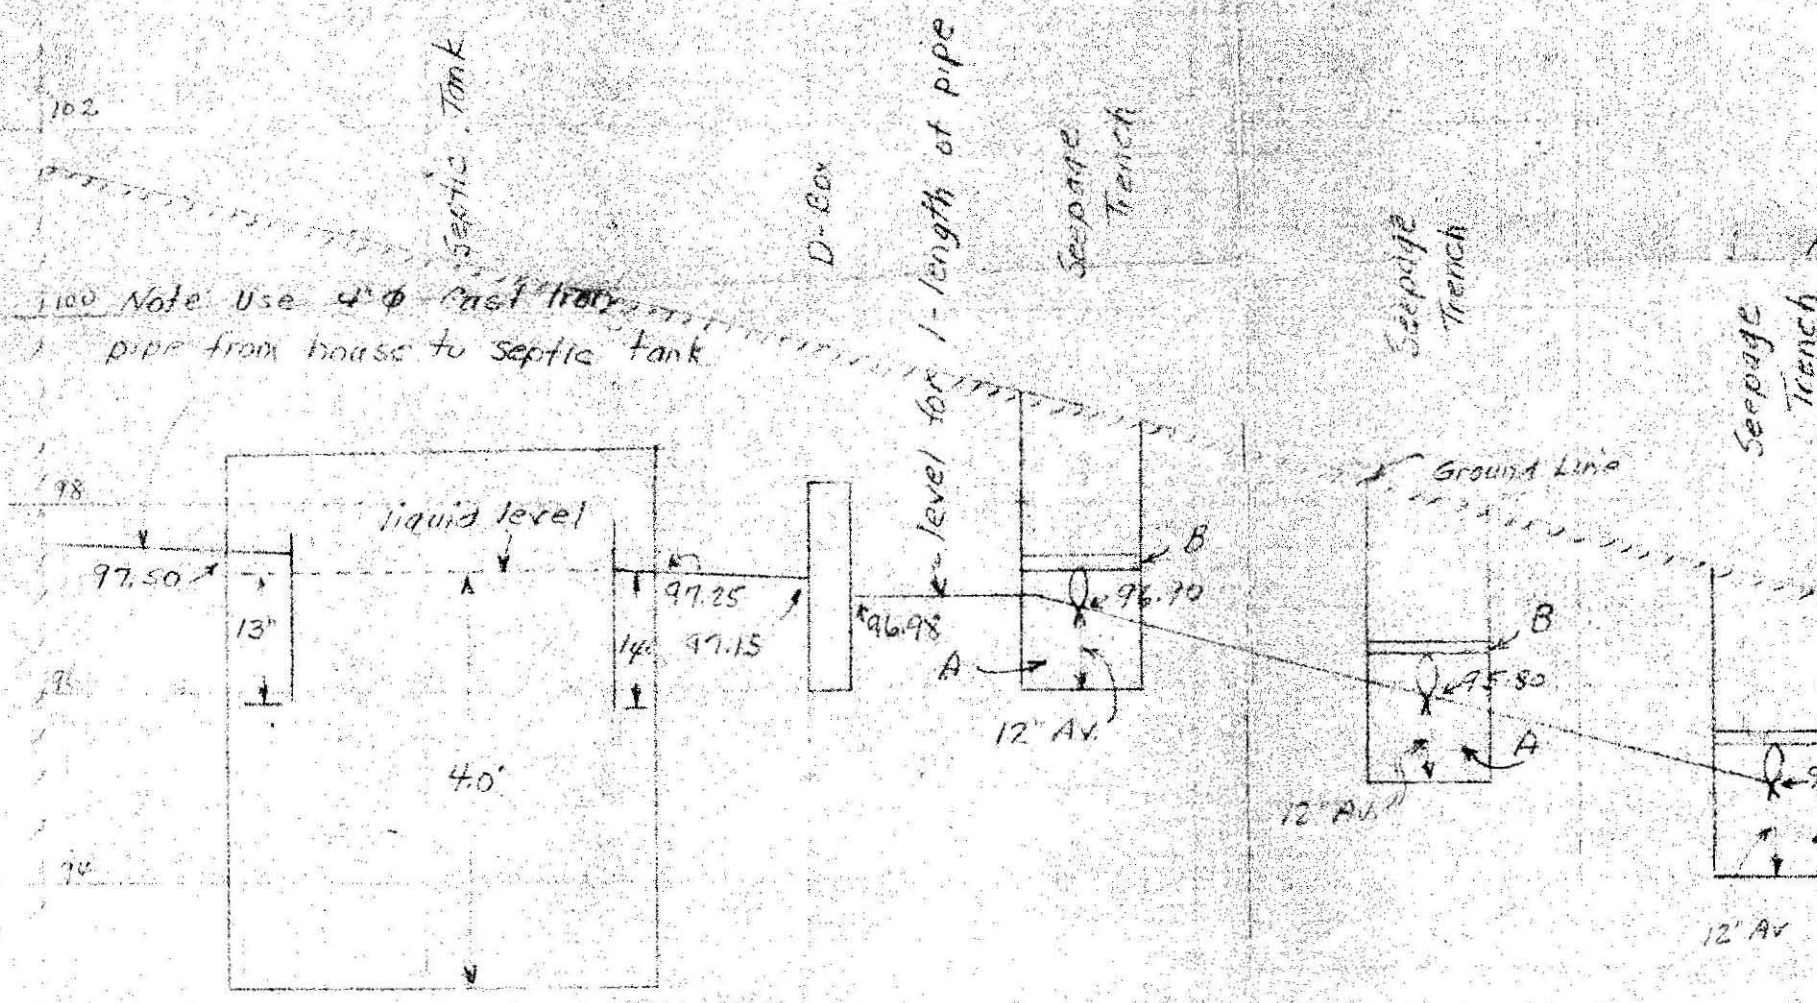 102
Septic Tank
D-Box
level for 1-length of pipe
Seepage
Trench
Seepage
Trench
Seepage
Trench
100
Note Use 4"Φ Cast Iron
pipe from house to septic tank
98
Ground Line
liquid level
97.50
13"
14"
97.25
97.15
96.98
96.70
B
A
12" Av.
95.80
B
A
12" Av.
4.0'
94
12" Av